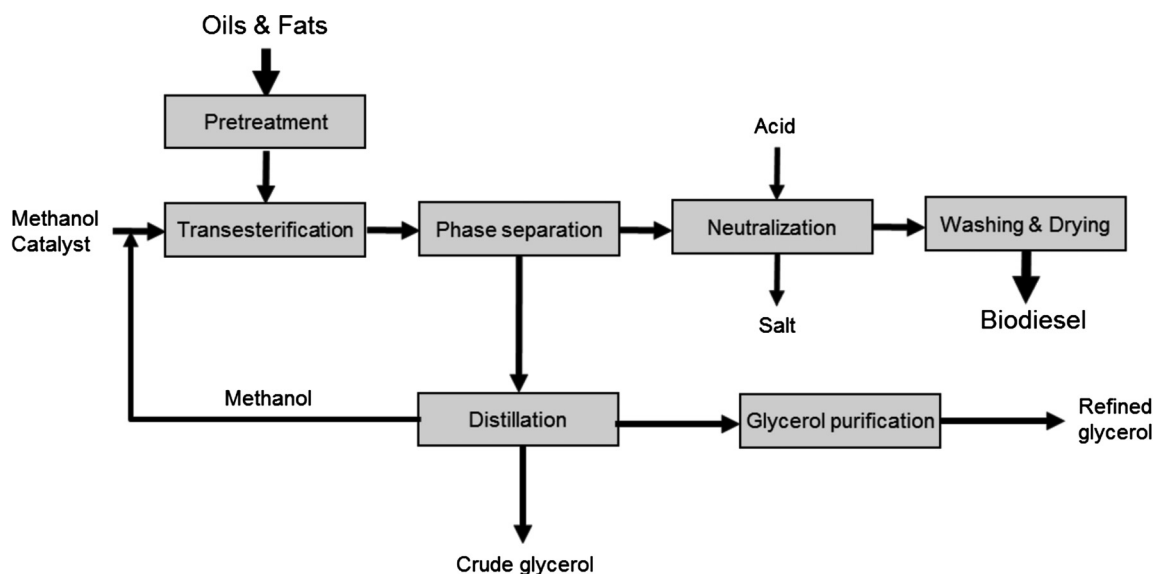 Oils & Fats
Pretreatment
Acid
Methanol
Catalyst
Transesterification
Phase separation
Neutralization
Washing & Drying
Salt
Biodiesel
Methanol
Distillation
Glycerol purification
Refined
glycerol
Crude glycerol